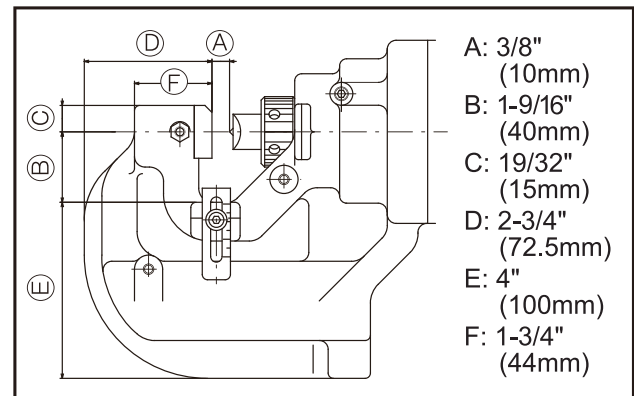 D A
F
C
B
E
A: 3/8"
(10mm)
B: 1-9/16"
(40mm)
C: 19/32"
(15mm)
D: 2-3/4"
(72.5mm)
E: 4"
(100mm)
F: 1-3/4"
(44mm)